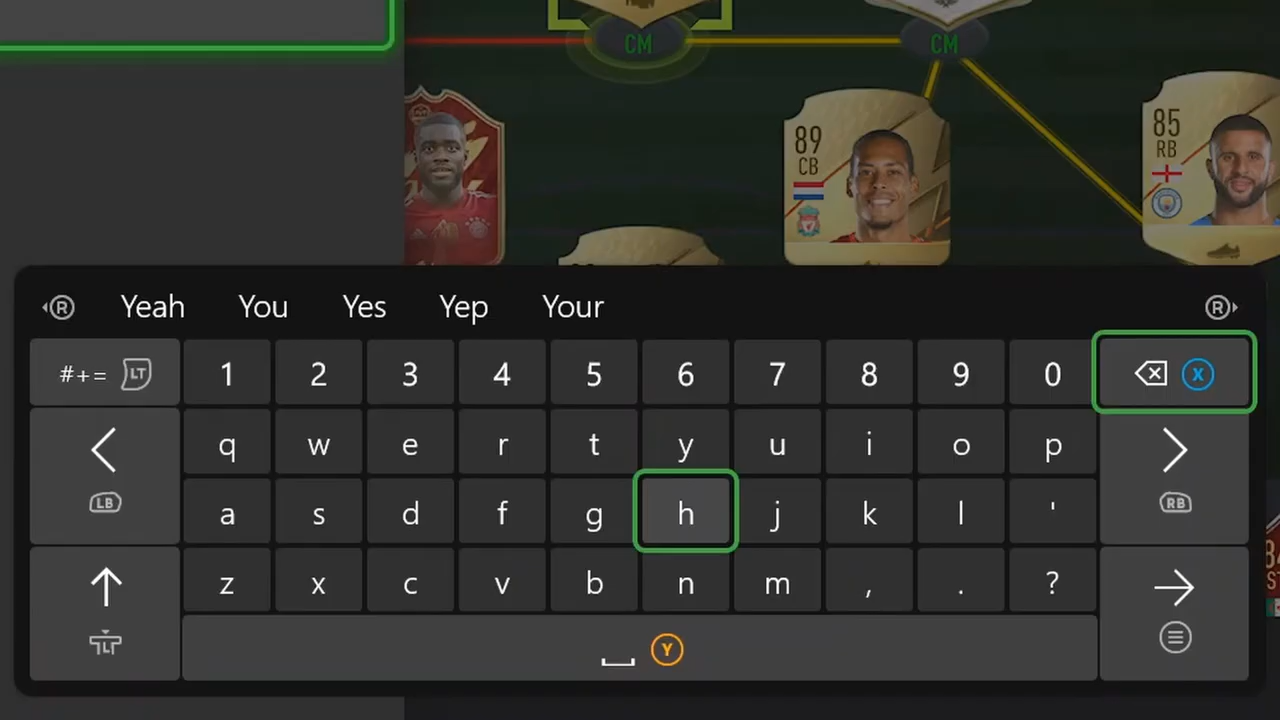 CM CM
89 85
CB RB
Yeah You Yes Yep Your
#+= LT 1 2 3 4 5 6 7 8 9 0 X
q w e r t y u i o p
LB a s d f g h j k l ' RB
z x c v b n m , . ?
Y